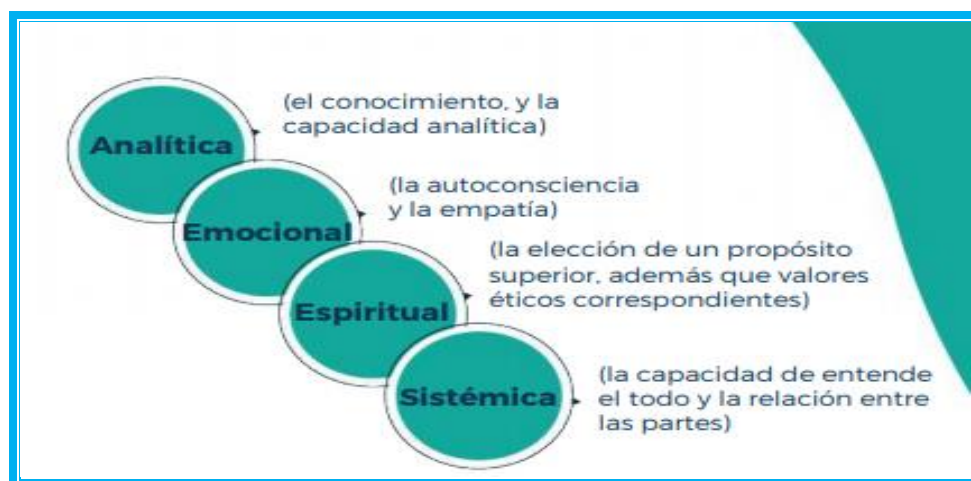 Analítica
(el conocimiento, y la
capacidad analítica)
Emocional
(la autoconsciencia
y la empatía)
Espiritual
(la elección de un propósito
superior, además que valores
éticos correspondientes)
Sistémica
(la capacidad de entende
el todo y la relación entre
las partes)